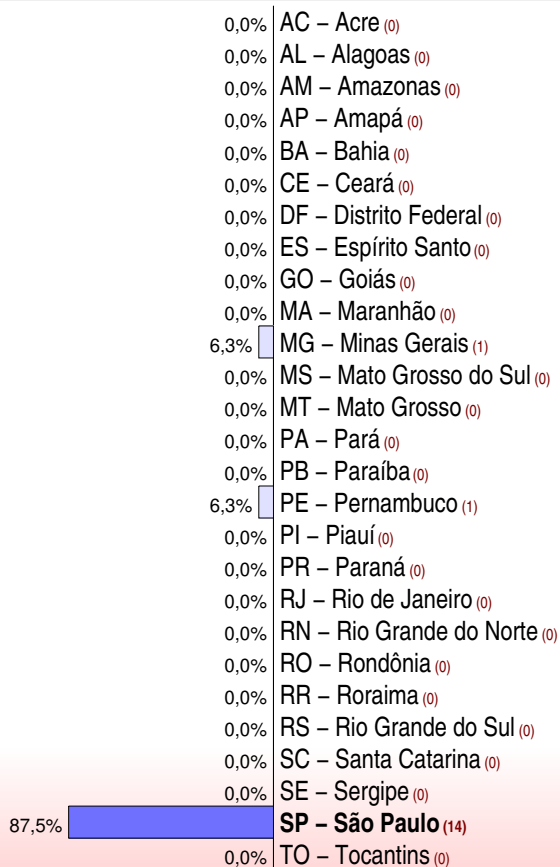 0,0% AC – Acre (0)
0,0% AL – Alagoas (0)
0,0% AM – Amazonas (0)
0,0% AP – Amapá (0)
0,0% BA – Bahia (0)
0,0% CE – Ceará (0)
0,0% DF – Distrito Federal (0)
0,0% ES – Espírito Santo (0)
0,0% GO – Goiás (0)
0,0% MA – Maranhão (0)
6,3% MG – Minas Gerais (1)
0,0% MS – Mato Grosso do Sul (0)
0,0% MT – Mato Grosso (0)
0,0% PA – Pará (0)
0,0% PB – Paraíba (0)
6,3% PE – Pernambuco (1)
0,0% PI – Piauí (0)
0,0% PR – Paraná (0)
0,0% RJ – Rio de Janeiro (0)
0,0% RN – Rio Grande do Norte (0)
0,0% RO – Rondônia (0)
0,0% RR – Roraima (0)
0,0% RS – Rio Grande do Sul (0)
0,0% SC – Santa Catarina (0)
0,0% SE – Sergipe (0)
87,5% SP – São Paulo (14)
0,0% TO – Tocantins (0)